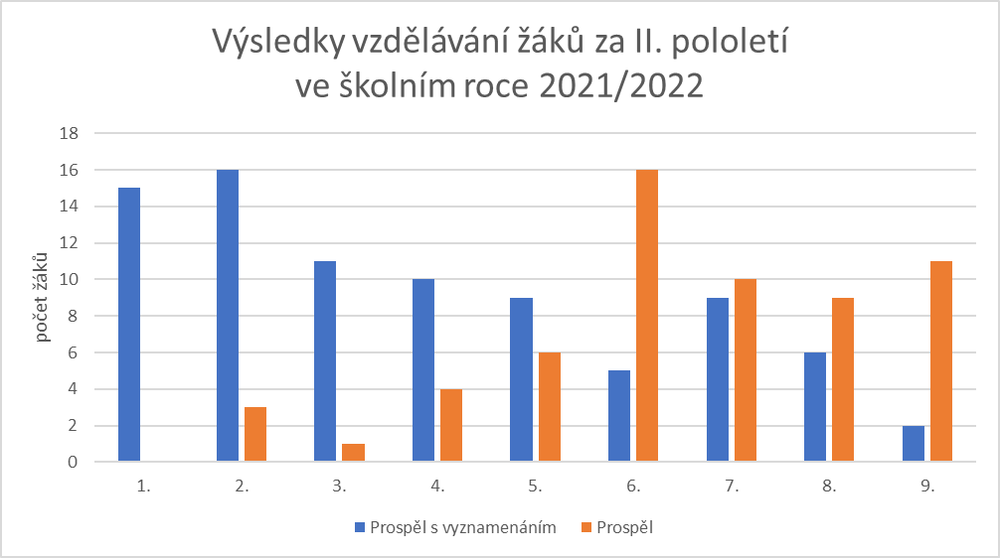 Výsledky vzdělávání žáků za II. pololetí
ve školním roce 2021/2022
18
16
14
12
10
8
6
4
2
0
počet žáků
1. 2. 3. 4. 5. 6. 7. 8. 9.
Prospěl s vyznamenáním Prospěl